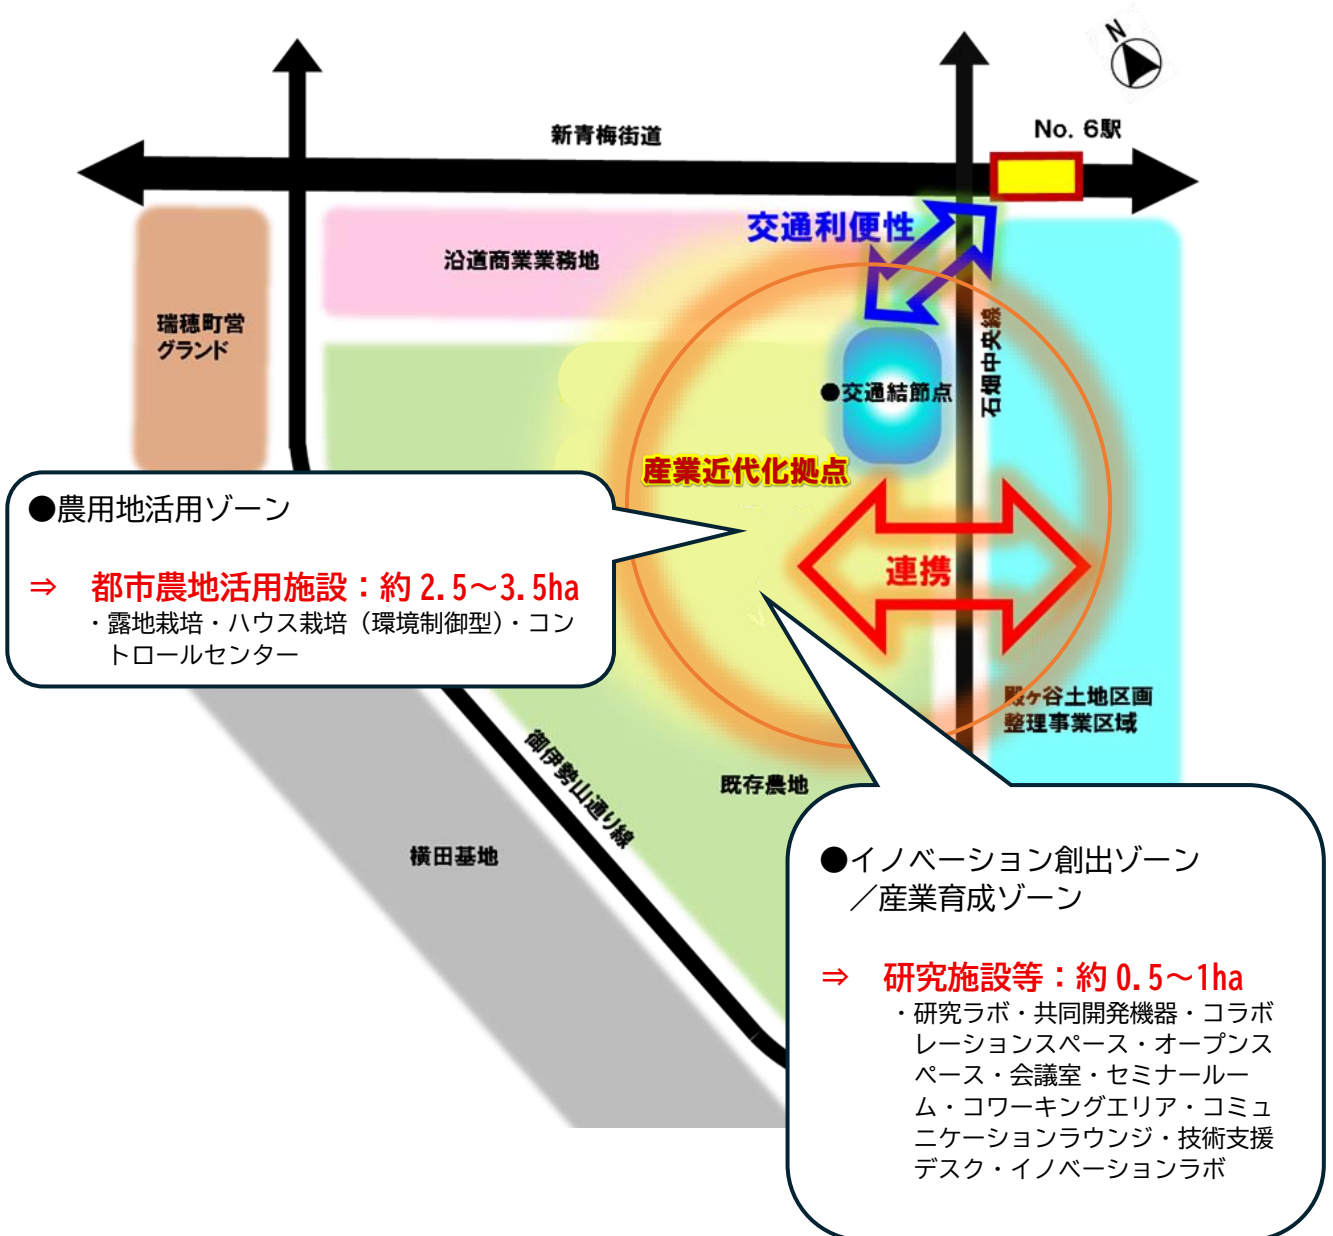 N
No. 6駅
新青梅街道
交通利便性
沿道商業業務地
瑞穂町営
グランド
石畑中央線
●交通結節点
産業近代化拠点
●農用地活用ゾーン
⇒ 都市農地活用施設：約2.5～3.5ha
・露地栽培・ハウス栽培（環境制御型）・コン
トロールセンター
連携
殿ヶ谷土地区画
整理事業区域
御伊勢山通り線
既存農地
横田基地
●イノベーション創出ゾーン
／産業育成ゾーン
⇒ 研究施設等：約0.5～1ha
・研究ラボ・共同開発機器・コラボ
レーションスペース・オープンス
ペース・会議室・セミナールー
ム・コワーキングエリア・コミュ
ニケーションラウンジ・技術支援
デスク・イノベーションラボ